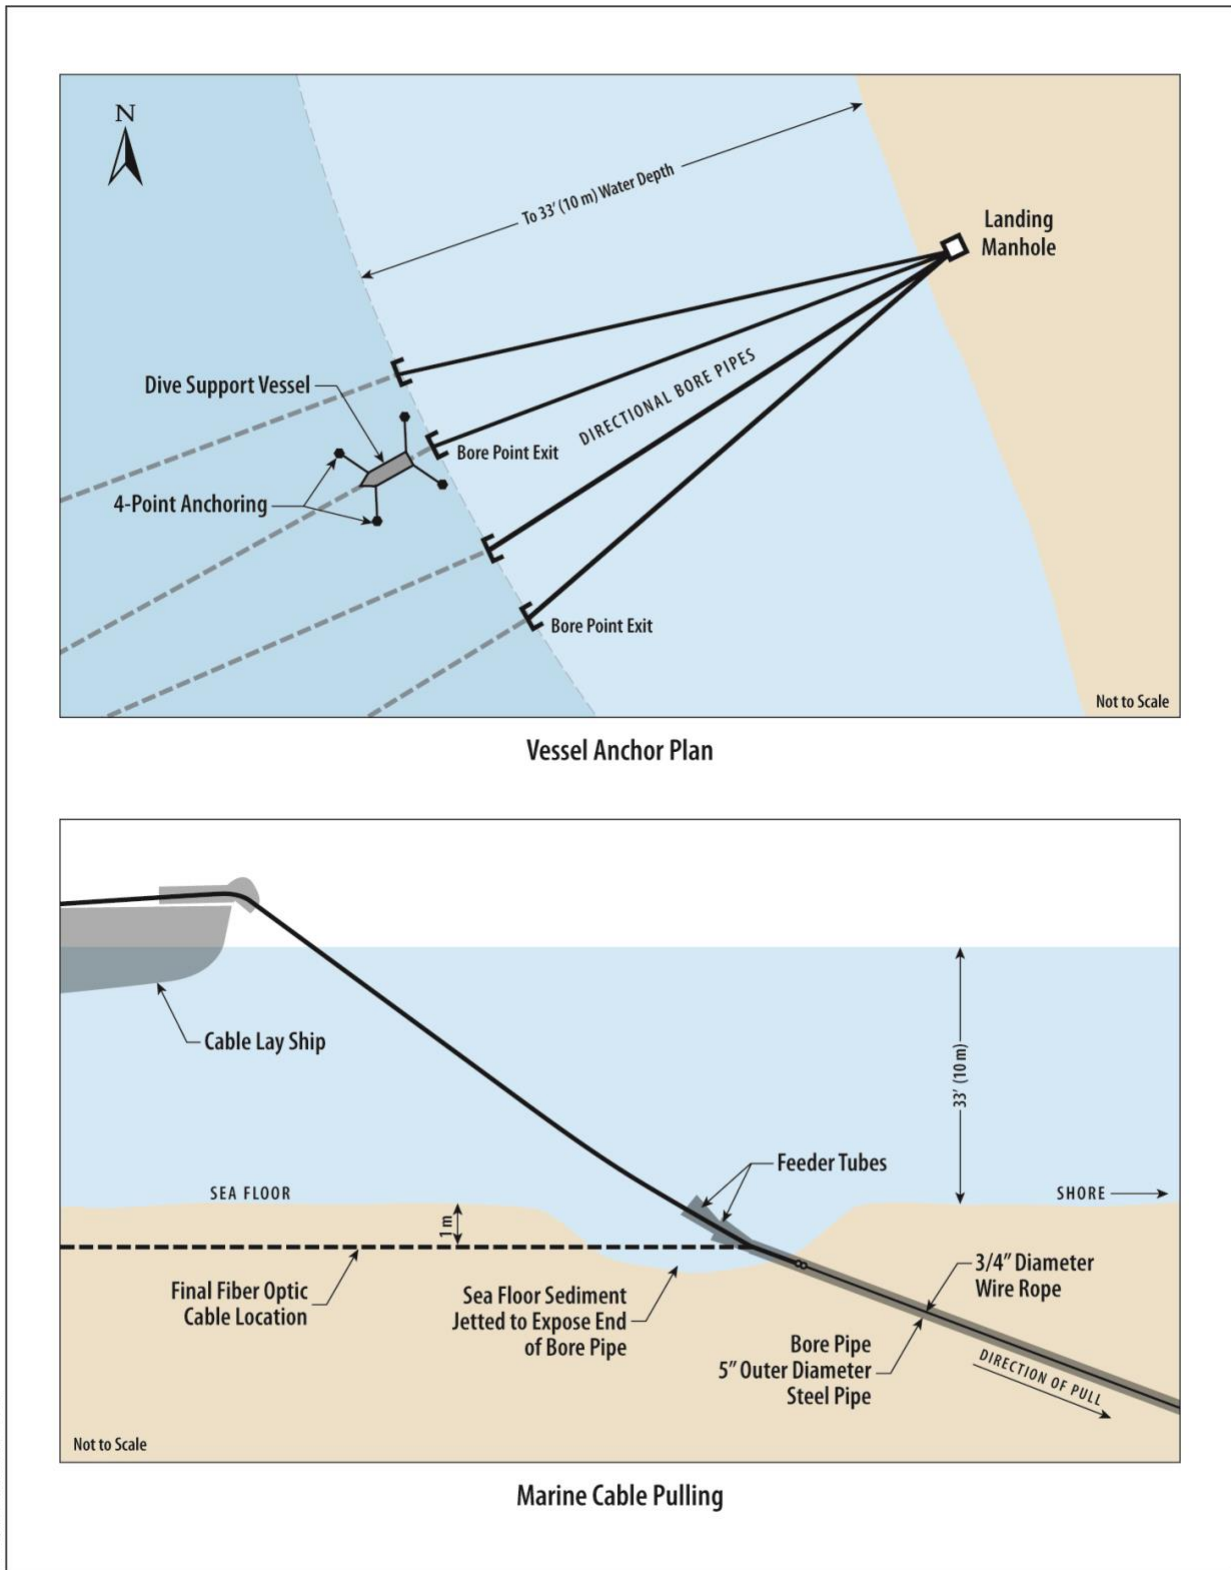 N
To 33′ (10 m) Water Depth
Landing
Manhole
Dive Support Vessel
DIRECTIONAL BORE PIPES
Bore Point Exit
4-Point Anchoring
Bore Point Exit
Not to Scale
Vessel Anchor Plan
Cable Lay Ship
33′ (10 m)
Feeder Tubes
SEA FLOOR
SHORE
1 m
Final Fiber Optic
Cable Location
Sea Floor Sediment
Jetted to Expose End
of Bore Pipe
3/4″ Diameter
Wire Rope
Bore Pipe
5″ Outer Diameter
Steel Pipe
DIRECTION OF PULL
Not to Scale
Marine Cable Pulling